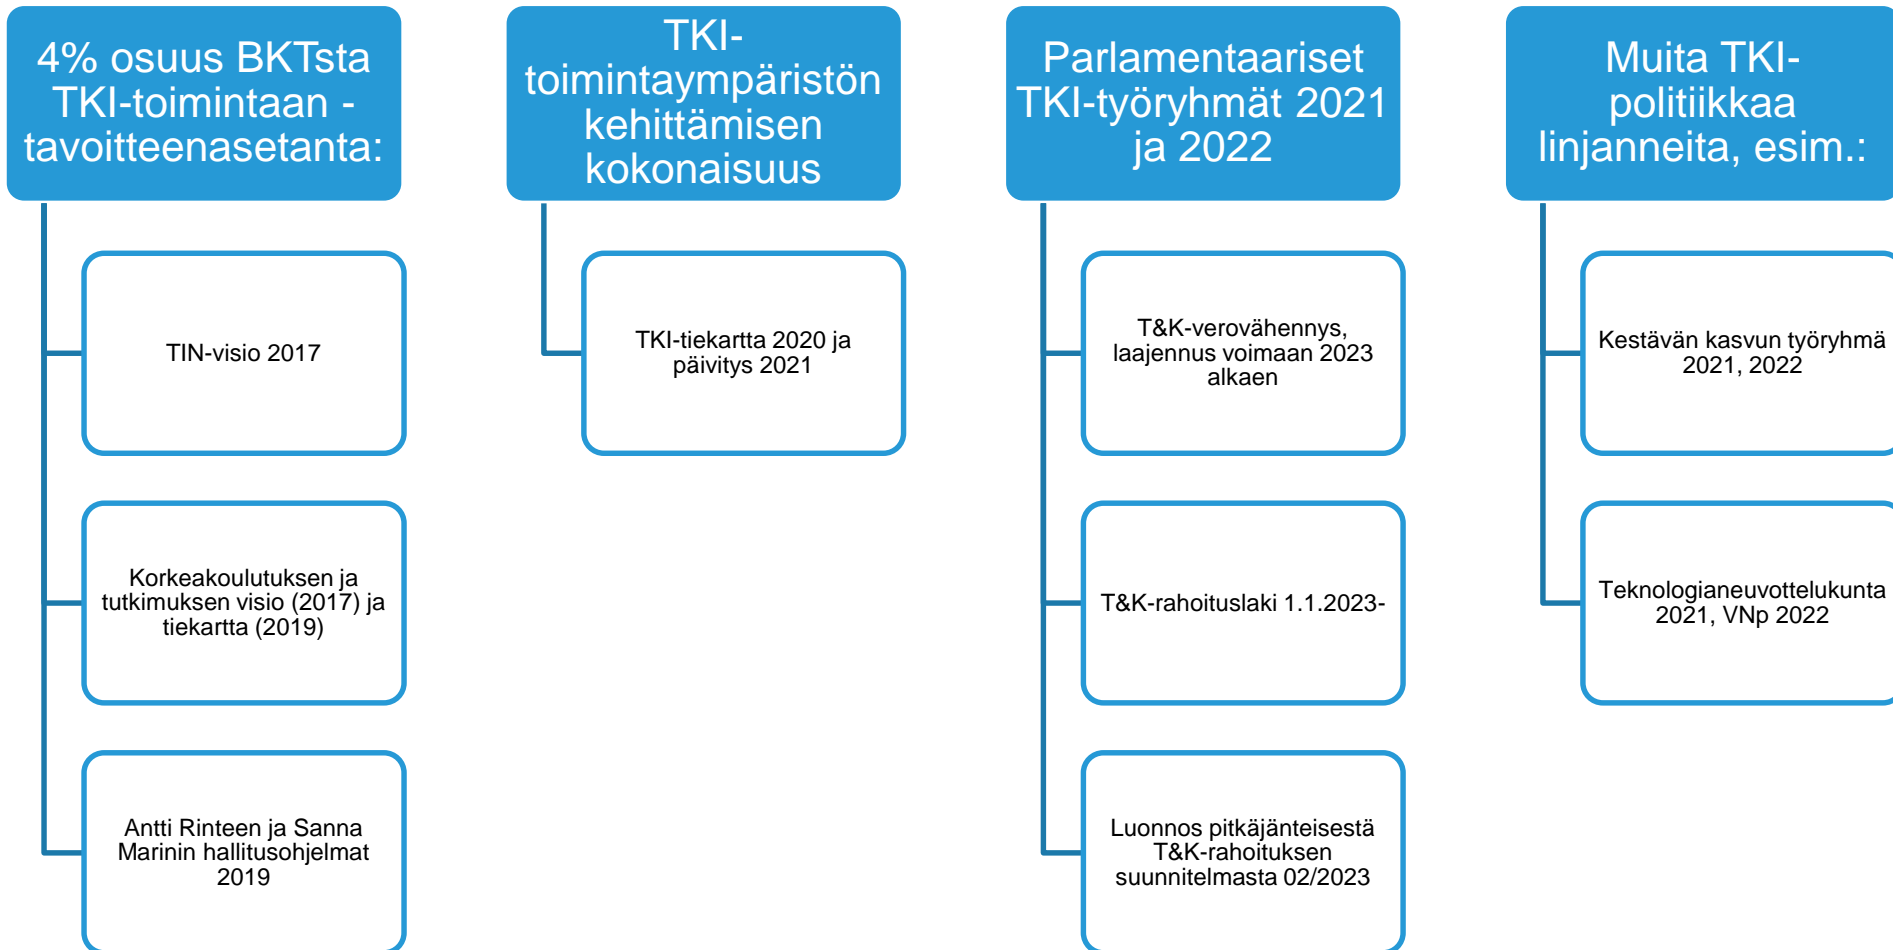 4% osuus BKTsta
TKI-toimintaan -
tavoitteenasetanta:
TIN-visio 2017
Korkeakoulutuksen ja
tutkimuksen visio (2017) ja
tiekartta (2019)
Antti Rinteen ja Sanna
Marinin hallitusohjelmat
2019
TKI-
toimintaympäristön
kehittämisen
kokonaisuus
TKI-tiekartta 2020 ja
päivitys 2021
Parlamentaariset
TKI-työryhmät 2021
ja 2022
T&K-verovähennys,
laajennus voimaan 2023
alkaen
T&K-rahoituslaki 1.1.2023-
Luonnos pitkäjänteisestä
T&K-rahoituksen
suunnitelmasta 02/2023
Muita TKI-
politiikkaa
linjanneita, esim.:
Kestävän kasvun työryhmä
2021, 2022
Teknologianeuvottelukunta
2021, VNp 2022